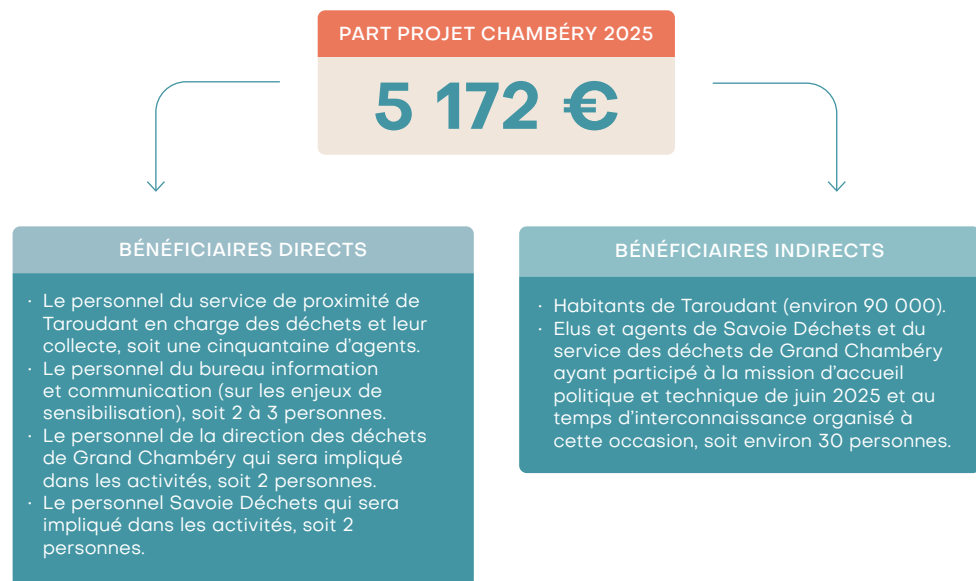 PART PROJET CHAMBÉRY 2025
5 172 €
BÉNÉFICIAIRES DIRECTS
· Le personnel du service de proximité de
Taroudant en charge des déchets et leur
collecte, soit une cinquantaine d’agents.
· Le personnel du bureau information
et communication (sur les enjeux de
sensibilisation), soit 2 à 3 personnes.
· Le personnel de la direction des déchets
de Grand Chambéry qui sera impliqué
dans les activités, soit 2 personnes.
· Le personnel Savoie Déchets qui sera
impliqué dans les activités, soit 2
personnes.
BÉNÉFICIAIRES INDIRECTS
· Habitants de Taroudant (environ 90 000).
· Elus et agents de Savoie Déchets et du
service des déchets de Grand Chambéry
ayant participé à la mission d’accueil
politique et technique de juin 2025 et au
temps d’interconnaissance organisé à
cette occasion, soit environ 30 personnes.